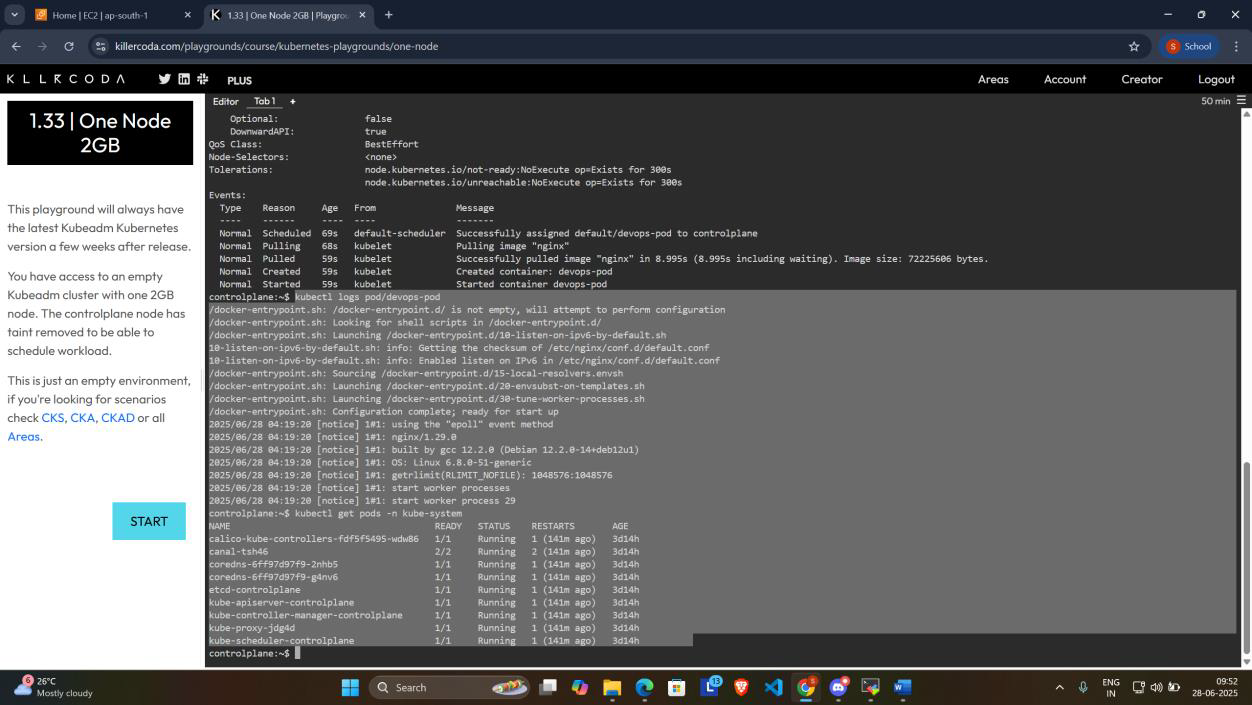 Home | EC2 | ap-south-1
1.33 | One Node 2GB | Playgrou
killercoda.com/playgrounds/course/kubernetes-playgrounds/one-node
S School
KLLRCODA
PLUS
Areas Account Creator Logout
1.33 | One Node
2GB
This playground will always have
the latest Kubeadm Kubernetes
version a few weeks after release.
You have access to an empty
Kubeadm cluster with one 2GB
node. The controlplane node has
taint removed to be able to
schedule workload.
This is just an empty environment,
if you're looking for scenarios
check CKS, CKA, CKAD or all
Areas.
START
Editor Tab 1 +
50 min
Optional: false
DownwardAPI: true
QoS Class: BestEffort
Node-Selectors: <none>
Tolerations: node.kubernetes.io/not-ready:NoExecute op=Exists for 300s
node.kubernetes.io/unreachable:NoExecute op=Exists for 300s
Events:
Type Reason Age From Message
---- ------ ---- ---- -------
Normal Scheduled 69s default-scheduler Successfully assigned default/devops-pod to controlplane
Normal Pulling 68s kubelet Pulling image "nginx"
Normal Pulled 59s kubelet Successfully pulled image "nginx" in 8.995s (8.995s including waiting). Image size: 72225606 bytes.
Normal Created 59s kubelet Created container: devops-pod
Normal Started 59s kubelet Started container devops-pod
controlplane:~$ kubectl logs pod/devops-pod
/docker-entrypoint.sh: /docker-entrypoint.d/ is not empty, will attempt to perform configuration
/docker-entrypoint.sh: Looking for shell scripts in /docker-entrypoint.d/
/docker-entrypoint.sh: Launching /docker-entrypoint.d/10-listen-on-ipv6-by-default.sh
10-listen-on-ipv6-by-default.sh: info: Getting the checksum of /etc/nginx/conf.d/default.conf
10-listen-on-ipv6-by-default.sh: info: Enabled listen on IPv6 in /etc/nginx/conf.d/default.conf
/docker-entrypoint.sh: Sourcing /docker-entrypoint.d/15-local-resolvers.envsh
/docker-entrypoint.sh: Launching /docker-entrypoint.d/20-envsubst-on-templates.sh
/docker-entrypoint.sh: Launching /docker-entrypoint.d/30-tune-worker-processes.sh
/docker-entrypoint.sh: Configuration complete; ready for start up
2025/06/28 04:19:20 [notice] 1#1: using the "epoll" event method
2025/06/28 04:19:20 [notice] 1#1: nginx/1.29.0
2025/06/28 04:19:20 [notice] 1#1: built by gcc 12.2.0 (Debian 12.2.0-14+deb12u1)
2025/06/28 04:19:20 [notice] 1#1: OS: Linux 6.8.0-51-generic
2025/06/28 04:19:20 [notice] 1#1: getrlimit(RLIMIT_NOFILE): 1048576:1048576
2025/06/28 04:19:20 [notice] 1#1: start worker processes
2025/06/28 04:19:20 [notice] 1#1: start worker process 29
controlplane:~$ kubectl get pods -n kube-system
NAME READY STATUS RESTARTS AGE
calico-kube-controllers-fdf5f5495-wdw86 1/1 Running 1 (141m ago) 3d14h
canal-tsh46 2/2 Running 2 (141m ago) 3d14h
coredns-6ff97d97f9-2nhb5 1/1 Running 1 (141m ago) 3d14h
coredns-6ff97d97f9-g4nv6 1/1 Running 1 (141m ago) 3d14h
etcd-controlplane 1/1 Running 1 (141m ago) 3d14h
kube-apiserver-controlplane 1/1 Running 1 (141m ago) 3d14h
kube-controller-manager-controlplane 1/1 Running 1 (141m ago) 3d14h
kube-proxy-jdg4d 1/1 Running 1 (141m ago) 3d14h
kube-scheduler-controlplane 1/1 Running 1 (141m ago) 3d14h
controlplane:~$
6
26°C
Mostly cloudy
Search
13
ENG
IN
09:52
28-06-2025